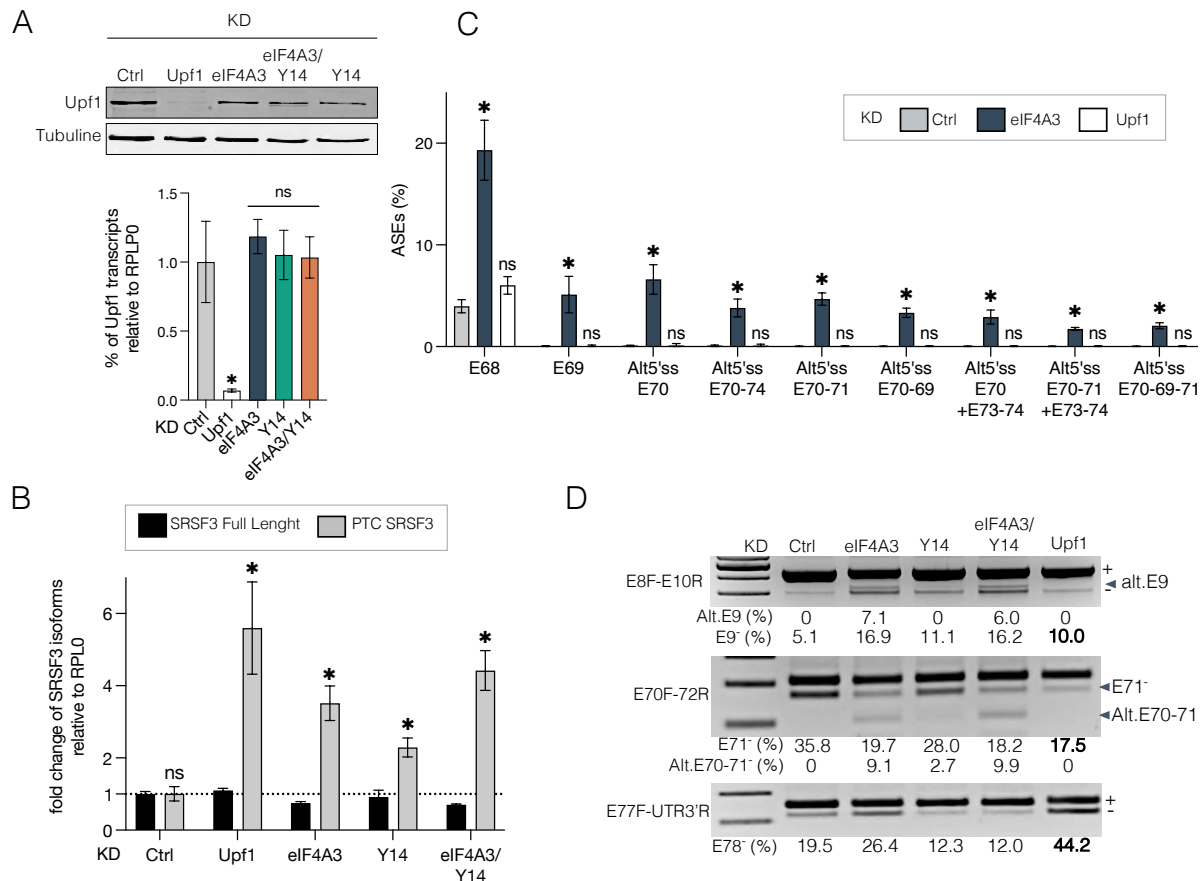 A
KD
Ctrl Upf1 eIF4A3 eIF4A3/ Y14 Y14
Upf1
Tubuline
% of Upf1 transcripts
relative to RPLP0
1.5
1.0
0.5
0.0
ns
*
KD Ctrl Upf1 eIF4A3 Y14 eIF4A3/Y14
C
KD Ctrl eIF4A3 Upf1
ASEs (%)
20
10
0
* ns
* ns
* ns
* ns
* ns
* ns
* ns
* ns
* ns
E68 E69 Alt5'ss Alt5'ss Alt5'ss Alt5'ss Alt5'ss Alt5'ss Alt5'ss
E70 E70-74 E70-71 E70-69 E70 E70-71 E70-69-71
+E73-74 +E73-74
B
SRSF3 Full Lenght PTC SRSF3
fold change of SRSF3 isoforms
relative to RPL0
6
4
2
1
0
ns * * * *
KD Ctrl Upf1 eIF4A3 Y14 eIF4A3/
Y14
D
eIF4A3/
KD Ctrl eIF4A3 Y14 Y14 Upf1
E8F-E10R + alt.E9 -
Alt.E9 (%) 0 7.1 0 6.0 0
E9- (%) 5.1 16.9 11.1 16.2 10.0
E70F-72R E71-
Alt.E70-71
E71- (%) 35.8 19.7 28.0 18.2 17.5
Alt.E70-71- (%) 0 9.1 2.7 9.9 0
E77F-UTR3'R + -
E78- (%) 19.5 26.4 12.3 12.0 44.2